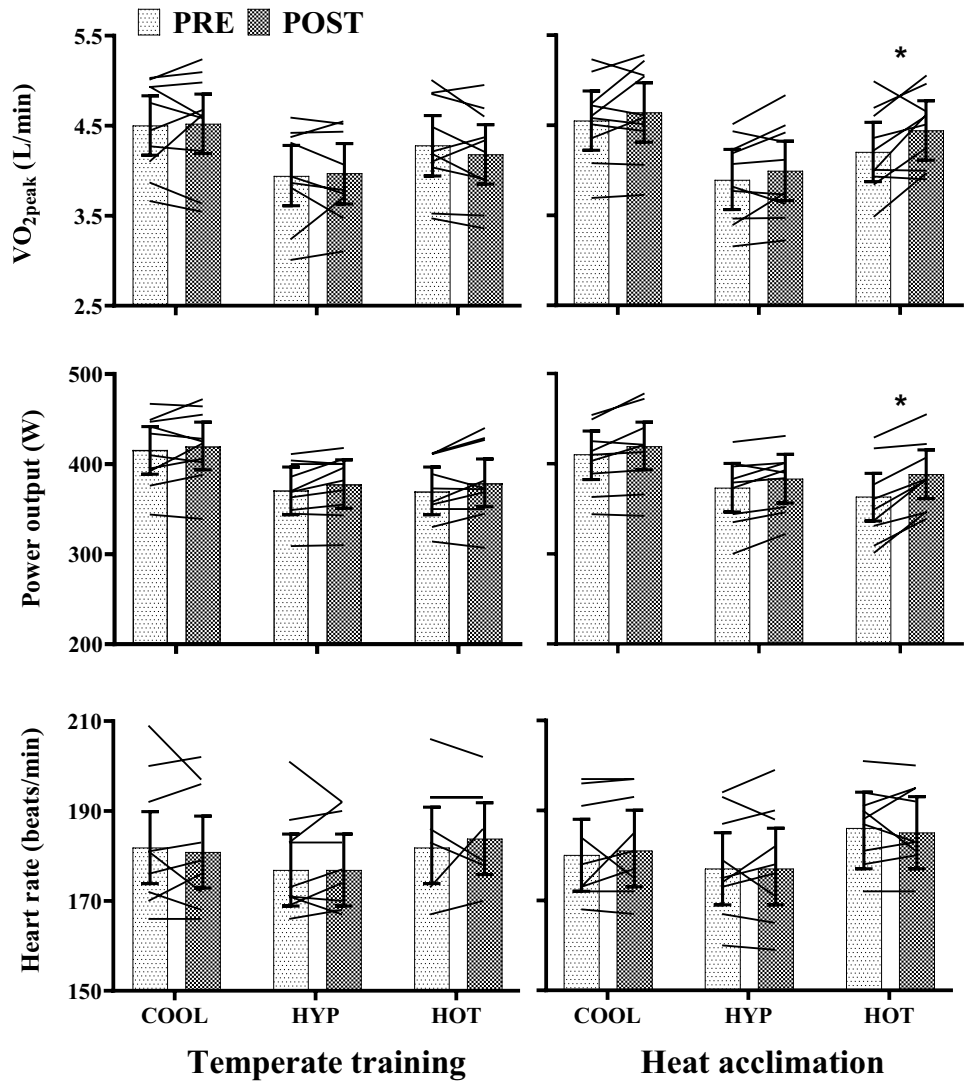 PRE POST
VO2peak (L/min)
5.5
4.5
3.5
2.5
*
Power output (W)
500
400
300
200
*
Heart rate (beats/min)
210
190
170
150
COOL HYP HOT COOL HYP HOT
Temperate training Heat acclimation